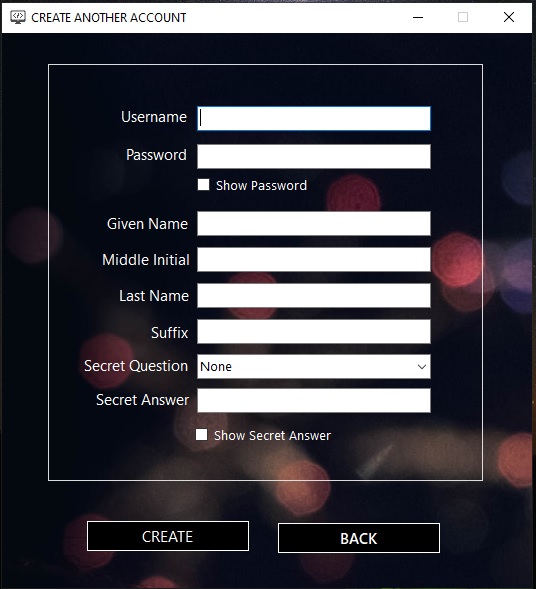 CREATE ANOTHER ACCOUNT
Username
Password
Show Password
Given Name
Middle Initial
Last Name
Suffix
Secret Question None
Secret Answer
Show Secret Answer
CREATE BACK